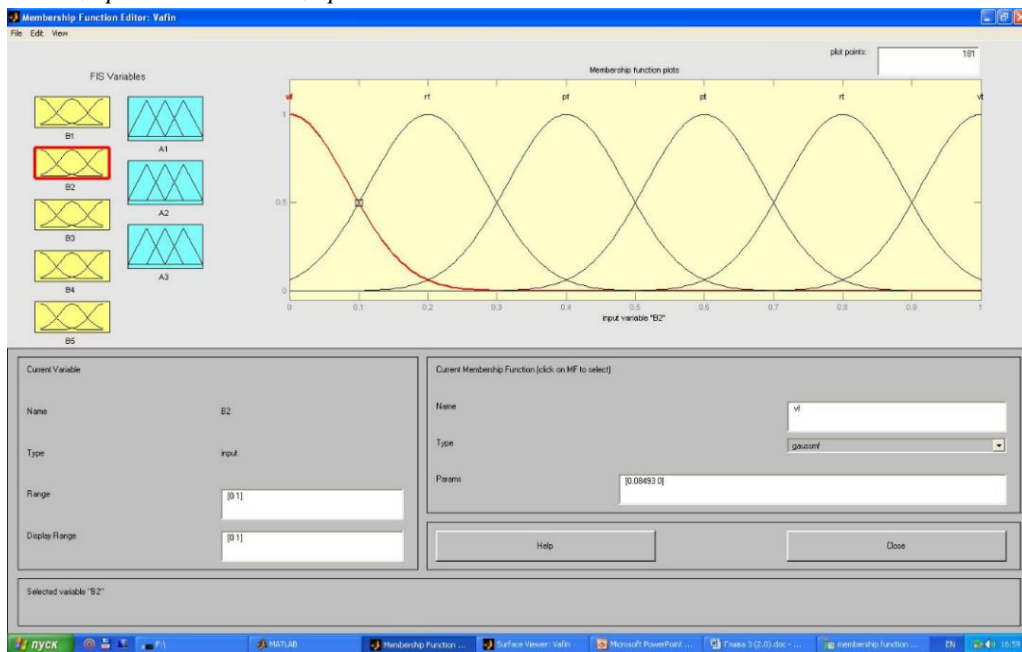 Membership Function Editor: Vafin
File Edit View
plot points: 181
FIS Variables
Membership function plots
vf rf pf pt rt vt
B1
A1
B2
A2
B3
A3
B4
B5
1
0.5
0
0 0.1 0.2 0.3 0.4 0.5 0.6 0.7 0.8 0.9 1
input variable "B2"
Current Variable
Name B2
Type input
Range [0 1]
Display Range [0 1]
Current Membership Function (click on MF to select)
Name vf
Type gaussmf
Params [0.08493 0]
Help Close
Selected variable "B2"
пуск F:\ MATLAB Membership Function ... Surface Viewer: Vafin Microsoft PowerPoint ... Глава 3 (2.0).doc - ... membership function ... EN 16:59